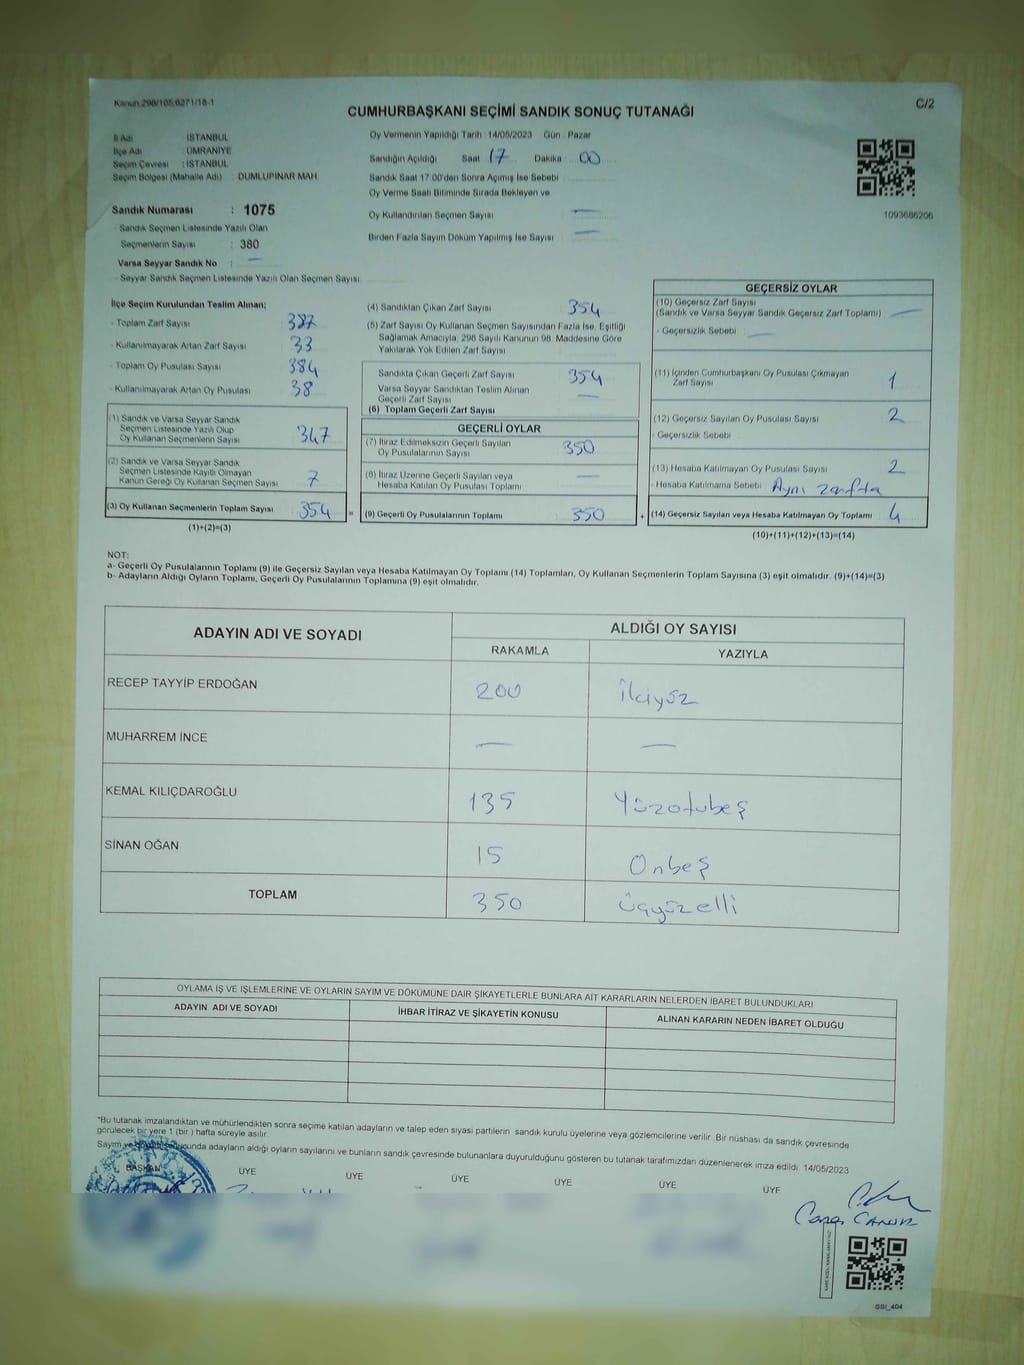 Kanun:298/105;6271/18-1
C/2
CUMHURBAŞKANI SEÇİMİ SANDIK SONUÇ TUTANAĞI
İl Adı : İSTANBUL
İlçe Adı : ÜMRANİYE
Seçim Çevresi : İSTANBUL
Seçim Bölgesi (Mahalle Adı) : DUMLUPINAR MAH.
Oy Vermenin Yapıldığı Tarih : 14/05/2023 Gün : Pazar
Sandığın Açıldığı Saat : 17 Dakika : 00
Sandık Saat 17:00'den Sonra Açımış İse Sebebi
Oy Verme Saati Bitiminde Sırada Bekleyen ve
Oy Kullandırılan Seçmen Sayısı —
Birden Fazla Sayım Döküm Yapılmış İse Sayısı —
1093686206
Sandık Numarası : 1075
Sandık Seçmen Listesinde Yazılı Olan
Seçmenlerin Sayısı : 380
Varsa Seyyar Sandık No : —
- Seyyar Sandık Seçmen Listesinde Yazılı Olan Seçmen Sayısı:
İlçe Seçim Kurulundan Teslim Alınan;
- Toplam Zarf Sayısı 387
- Kullanılmayarak Artan Zarf Sayısı 33
- Toplam Oy Pusulası Sayısı 384
- Kullanılmayarak Artan Oy Pusulası 38
(1) Sandık ve Varsa Seyyar Sandık
Seçmen Listesinde Yazılı Olup
Oy Kullanan Seçmenlerin Sayısı 347
(2) Sandık ve Varsa Seyyar Sandık
Seçmen Listesinde Kayıtlı Olmayan
Kanun Gereği Oy Kullanan Seçmen Sayısı 7
(3) Oy Kullanan Seçmenlerin Toplam Sayısı 354
(1)+(2)=(3)
(4) Sandıktan Çıkan Zarf Sayısı 354
(5) Zarf Sayısı Oy Kullanan Seçmen Sayısından Fazla İse, Eşitliği
Sağlamak Amacıyla, 298 Sayılı Kanunun 98. Maddesine Göre
Yakılarak Yok Edilen Zarf Sayısı
Sandıkta Çıkan Geçerli Zarf Sayısı 354
Varsa Seyyar Sandıktan Teslim Alınan
Geçerli Zarf Sayısı —
(6) Toplam Geçerli Zarf Sayısı
GEÇERLİ OYLAR
(7) İtiraz Edilmeksizin Geçerli Sayılan
Oy Pusulalarının Sayısı 350
(8) İtiraz Üzerine Geçerli Sayılan veya
Hesaba Katılan Oy Pusulası Toplamı —
= (9) Geçerli Oy Pusulalarının Toplamı 350 +
GEÇERSİZ OYLAR
(10) Geçersiz Zarf Sayısı
(Sandık ve Varsa Seyyar Sandık Geçersiz Zarf Toplamı) —
- Geçersizlik Sebebi : —
(11) İçinden Cumhurbaşkanı Oy Pusulası Çıkmayan
Zarf Sayısı 1
(12) Geçersiz Sayılan Oy Pusulası Sayısı 2
- Geçersizlik Sebebi :
(13) Hesaba Katılmayan Oy Pusulası Sayısı 2
- Hesaba Katılmama Sebebi : Aynı zarfta
(14) Geçersiz Sayılan veya Hesaba Katılmayan Oy Toplamı 4
(10)+(11)+(12)+(13)=(14)
NOT:
a- Geçerli Oy Pusulalarının Toplamı (9) ile Geçersiz Sayılan veya Hesaba Katılmayan Oy Toplamı (14) Toplamları, Oy Kullanan Seçmenlerin Toplam Sayısına (3) eşit olmalıdır. (9)+(14)=(3)
b- Adayların Aldığı Oyların Toplamı, Geçerli Oy Pusulalarının Toplamına (9) eşit olmalıdır.
ADAYIN ADI VE SOYADI ALDIĞI OY SAYISI
RAKAMLA YAZIYLA
RECEP TAYYİP ERDOĞAN 200 İkiyüz
MUHARREM İNCE — —
KEMAL KILIÇDAROĞLU 135 Yüzotubeş
SİNAN OĞAN 15 Onbeş
TOPLAM 350 üçyüzelli
OYLAMA İŞ VE İŞLEMLERİNE VE OYLARIN SAYIM VE DÖKÜMÜNE DAİR ŞİKAYETLERLE BUNLARA AİT KARARLARIN NELERDEN İBARET BULUNDUKLARI
ADAYIN ADI VE SOYADI İHBAR İTİRAZ VE ŞİKAYETİN KONUSU ALINAN KARARIN NEDEN İBARET OLDUĞU
*Bu tutanak imzalandıktan ve mühürlendikten sonra seçime katılan adayların ve talep eden siyasi partilerin sandık kurulu üyelerine veya gözlemcilerine verilir. Bir nüshası da sandık çevresinde
görülecek bir yere 1 (bir ) hafta süreyle asılır.
Sayım ve sonucunda adayların aldığı oyların sayılarını ve bunların sandık çevresinde bulunanlara duyurulduğunu gösteren bu tutanak tarafımızdan düzenlenerek imza edildi. 14/05/2023
BAŞKAN ÜYE ÜYE ÜYE ÜYE ÜYE ÜYE
SSI_404